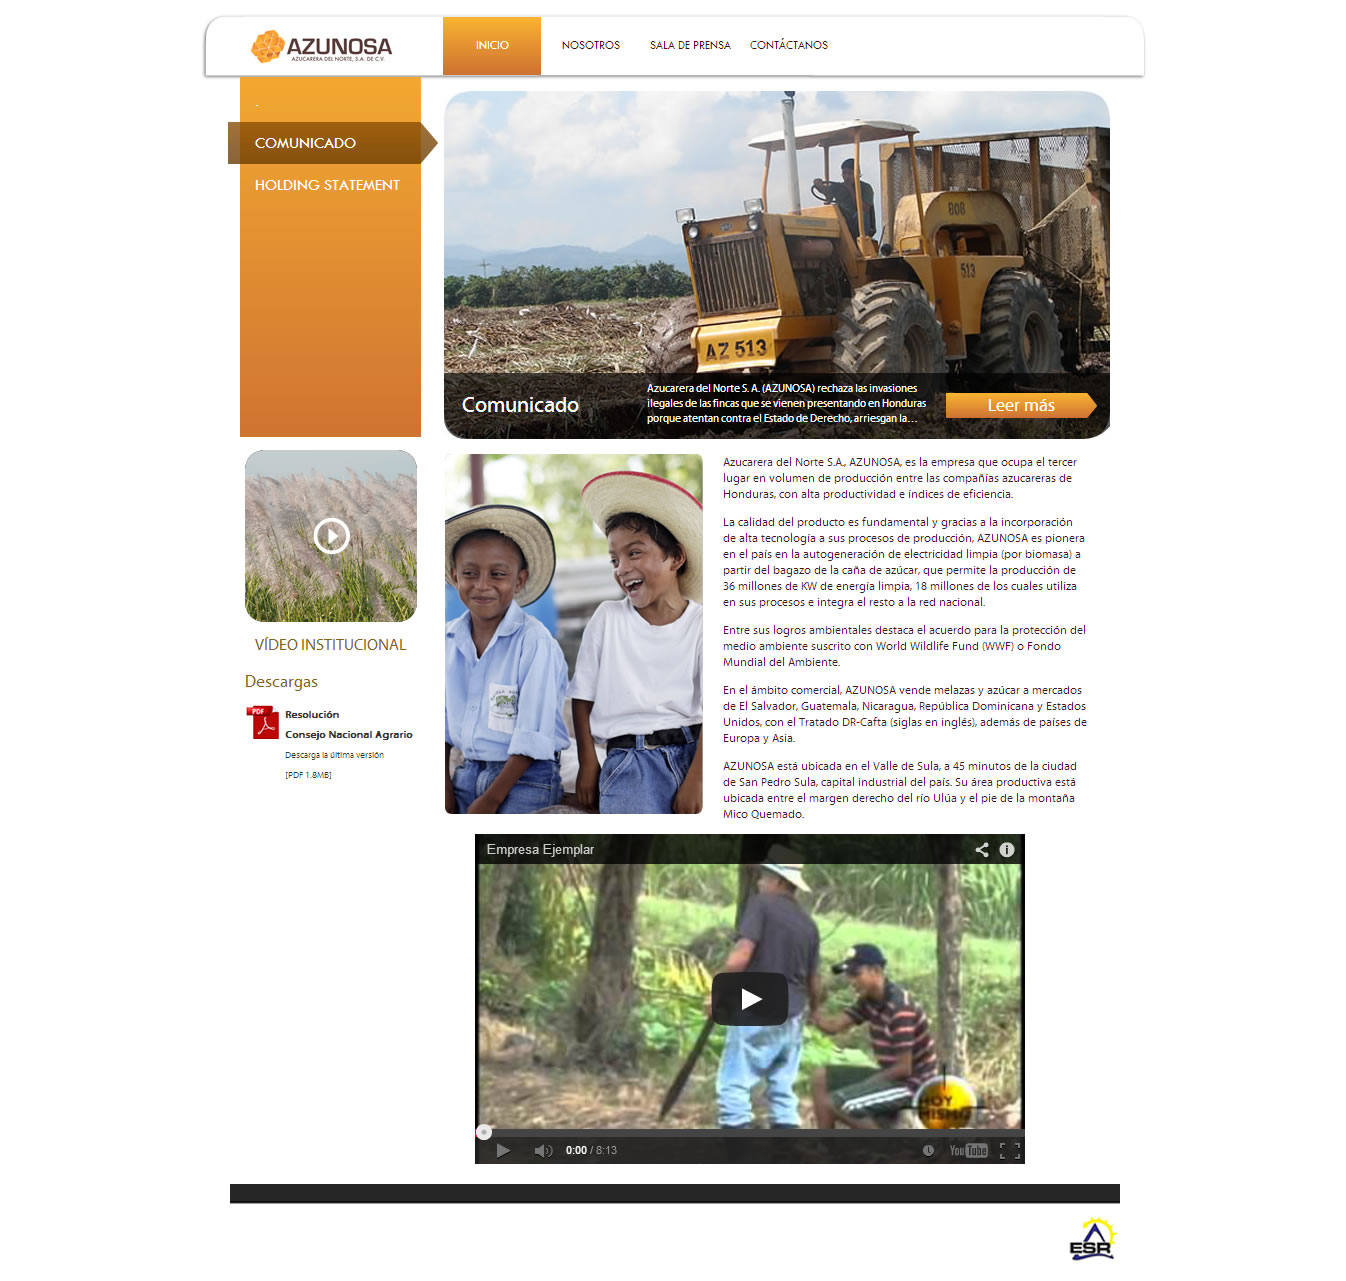 AZUNOSA
AZUCARERA DEL NORTE, S.A. DE C.V.
INICIO
NOSOTROS
SALA DE PRENSA
CONTÁCTANOS
.
COMUNICADO
HOLDING STATEMENT
808
513
AZ 513
Comunicado
Azucarera del Norte S. A. (AZUNOSA) rechaza las invasiones
ilegales de las fincas que se vienen presentando en Honduras
porque atentan contra el Estado de Derecho, arriesgan la…
Leer más
VÍDEO INSTITUCIONAL
Descargas
PDF
Resolución
Consejo Nacional Agrario
Descarga la última versión
[PDF 1.8MB]
Azucarera del Norte S.A., AZUNOSA, es la empresa que ocupa el tercer
lugar en volumen de producción entre las compañías azucareras de
Honduras, con alta productividad e índices de eficiencia.
La calidad del producto es fundamental y gracias a la incorporación
de alta tecnología a sus procesos de producción, AZUNOSA es pionera
en el país en la autogeneración de electricidad limpia (por biomasa) a
partir del bagazo de la caña de azúcar, que permite la producción de
36 millones de KW de energía limpia, 18 millones de los cuales utiliza
en sus procesos e integra el resto a la red nacional.
Entre sus logros ambientales destaca el acuerdo para la protección del
medio ambiente suscrito con World Wildlife Fund (WWF) o Fondo
Mundial del Ambiente.
En el ámbito comercial, AZUNOSA vende melazas y azúcar a mercados
de El Salvador, Guatemala, Nicaragua, República Dominicana y Estados
Unidos, con el Tratado DR-Cafta (siglas en inglés), además de países de
Europa y Asia.
AZUNOSA está ubicada en el Valle de Sula, a 45 minutos de la ciudad
de San Pedro Sula, capital industrial del país. Su área productiva está
ubicada entre el margen derecho del río Ulúa y el pie de la montaña
Mico Quemado.
Empresa Ejemplar
HOY
MISMO
0:00 / 8:13
YouTube
ESR